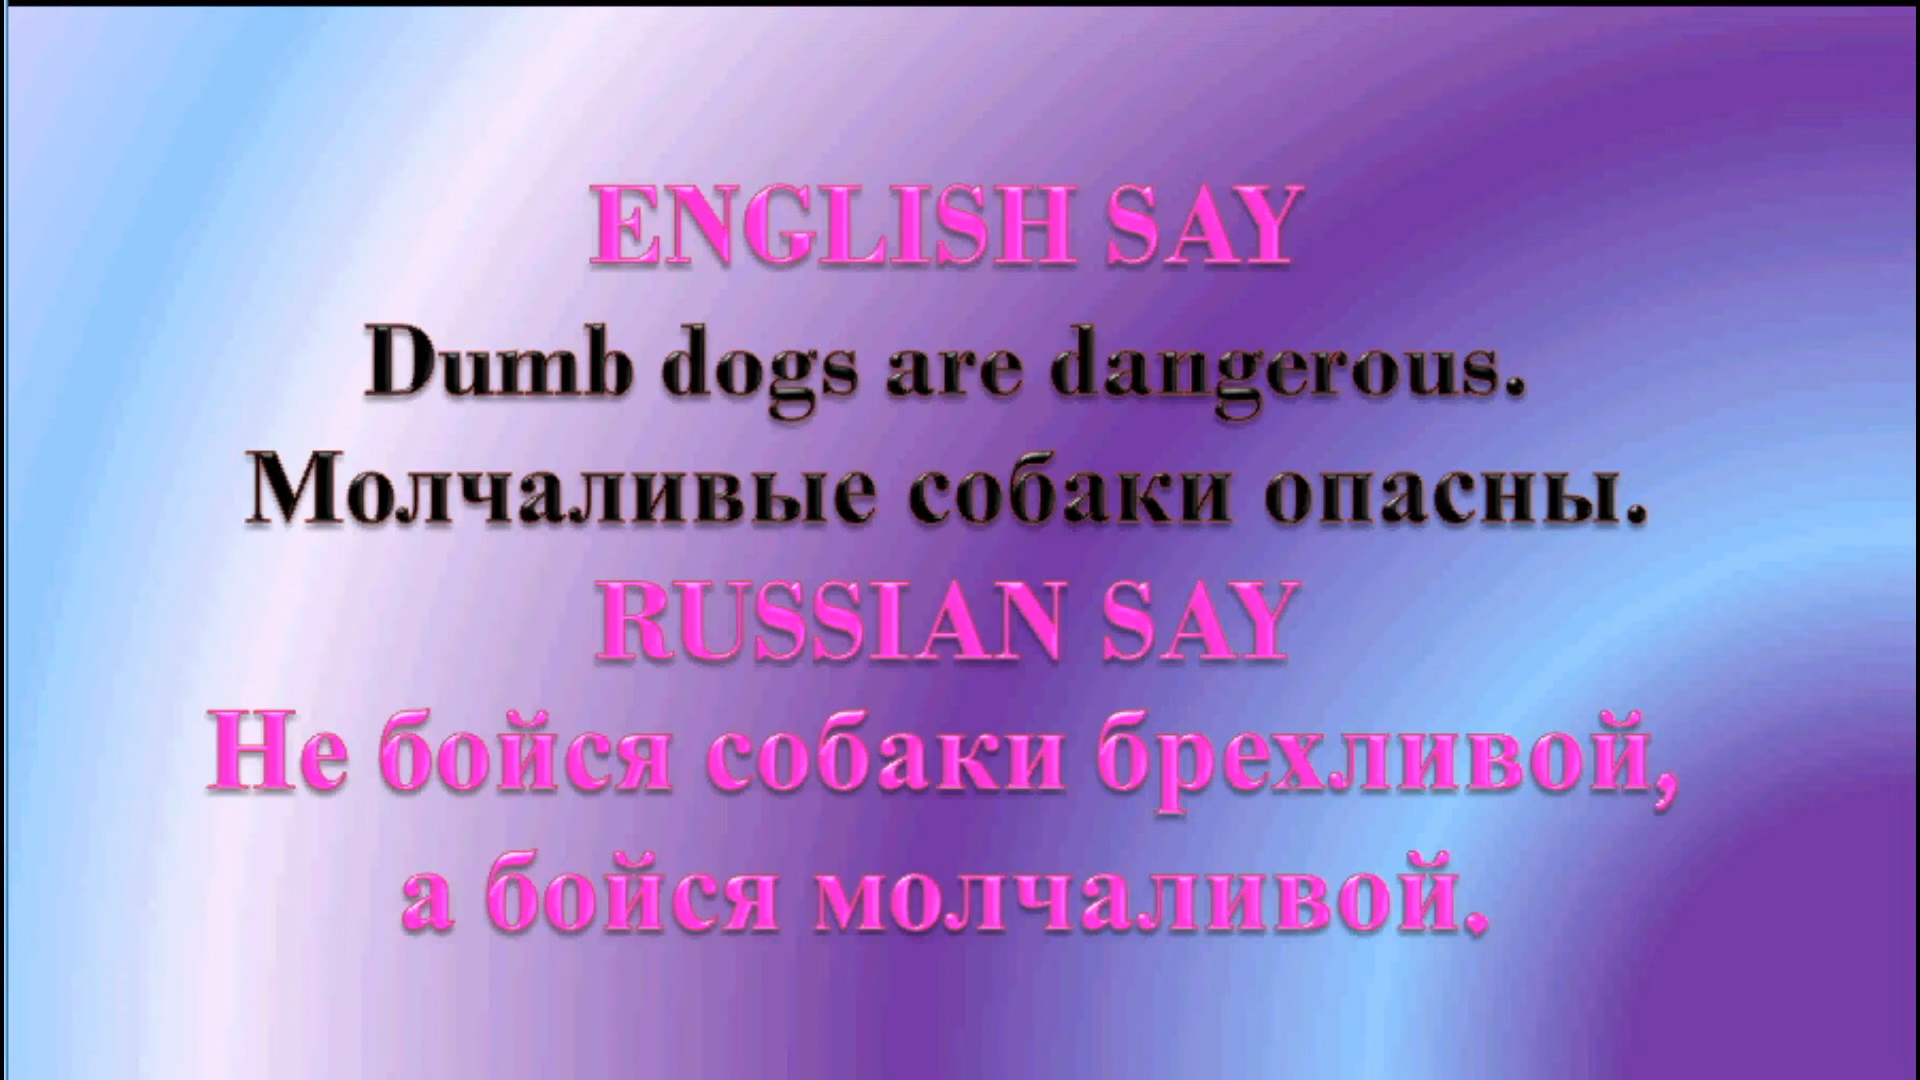 ENGLISH SAY
Dumb dogs are dangerous.
Молчаливые собаки опасны.
RUSSIAN SAY
Не бойся собаки брехливой,
а бойся молчаливой.